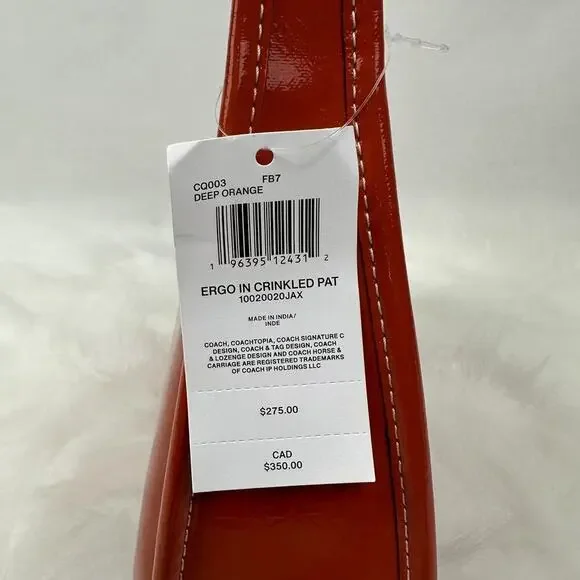 CQ003 FB7
DEEP ORANGE
1 96395 12431 2
ERGO IN CRINKLED PAT
10020020JAX
MADE IN INDIA/
INDE
COACH, COACHTOPIA, COACH SIGNATURE C
DESIGN, COACH & TAG DESIGN, COACH
& LOZENGE DESIGN AND COACH HORSE &
CARRIAGE ARE REGISTERED TRADEMARKS
OF COACH IP HOLDINGS LLC
$275.00
CAD
$350.00